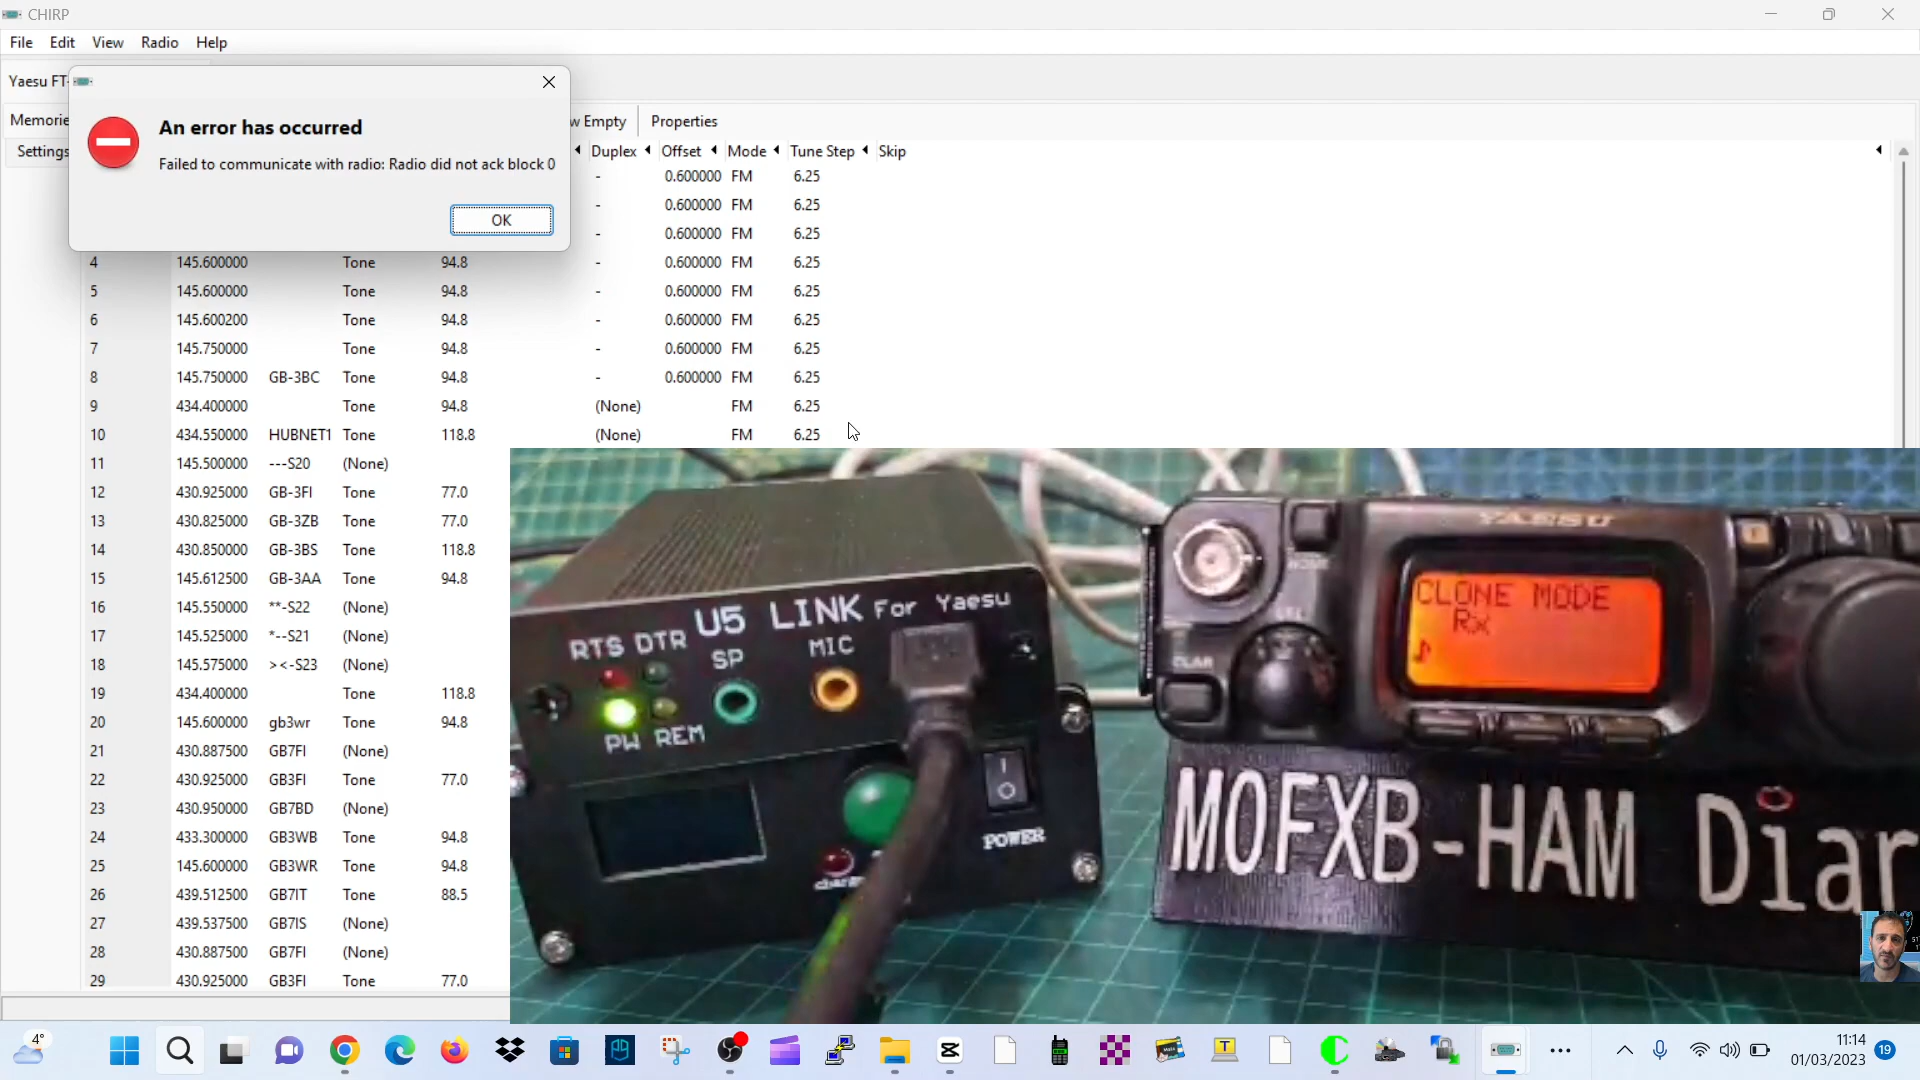 CHIRP
File Edit View Radio Help
Yaesu FT-
An error has occurred
Failed to communicate with radio: Radio did not ack block 0
OK
Memorie
w Empty Properties
Settings
Duplex Offset Mode Tune Step Skip
- 0.600000 FM 6.25
- 0.600000 FM 6.25
- 0.600000 FM 6.25
4 145.600000 Tone 94.8 - 0.600000 FM 6.25
5 145.600000 Tone 94.8 - 0.600000 FM 6.25
6 145.600200 Tone 94.8 - 0.600000 FM 6.25
7 145.750000 Tone 94.8 - 0.600000 FM 6.25
8 145.750000 GB-3BC Tone 94.8 - 0.600000 FM 6.25
9 434.400000 Tone 94.8 (None) FM 6.25
10 434.550000 HUBNET1 Tone 118.8 (None) FM 6.25
11 145.500000 ---S20 (None)
12 430.925000 GB-3FI Tone 77.0
13 430.825000 GB-3ZB Tone 77.0
14 430.850000 GB-3BS Tone 118.8
15 145.612500 GB-3AA Tone 94.8
16 145.550000 **-S22 (None)
17 145.525000 *--S21 (None)
18 145.575000 ><-S23 (None)
19 434.400000 Tone 118.8
20 145.600000 gb3wr Tone 94.8
21 430.887500 GB7FI (None)
22 430.925000 GB3FI Tone 77.0
23 430.950000 GB7BD (None)
24 433.300000 GB3WB Tone 94.8
25 145.600000 GB3WR Tone 94.8
26 439.512500 GB7IT Tone 88.5
27 439.537500 GB7IS (None)
28 430.887500 GB7FI (None)
29 430.925000 GB3FI Tone 77.0
U5 LINK For Yaesu
RTS DTR
SP MIC
PW REM
POWER
YAESU
HOME
CLAR
CLONE MODE
Rx
M0FXB-HAM Diar
4°
11:14
01/03/2023
19